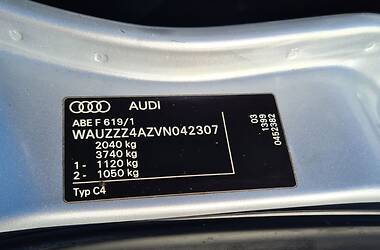 AUDI
ABE F 619/1
WAUZZZ4AZVN042307
2040 kg
3740 kg
1- 1120 kg
2- 1050 kg
Typ C4
03
1399
0452382